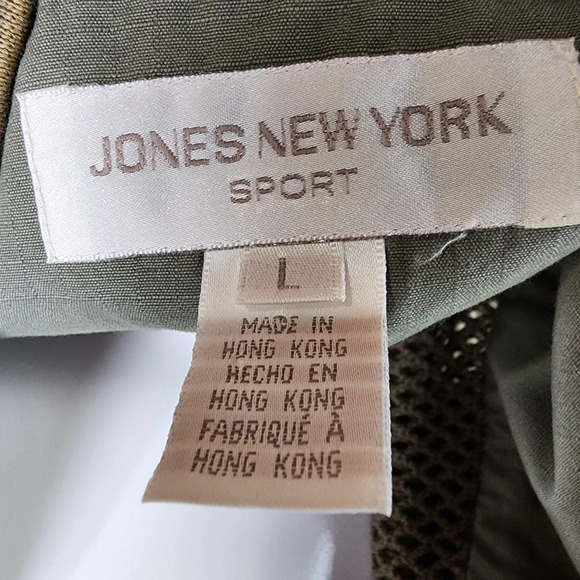 JONES NEW YORK
SPORT
L
MADE IN
HONG KONG
HECHO EN
HONG KONG
FABRIQUÉ À
HONG KONG